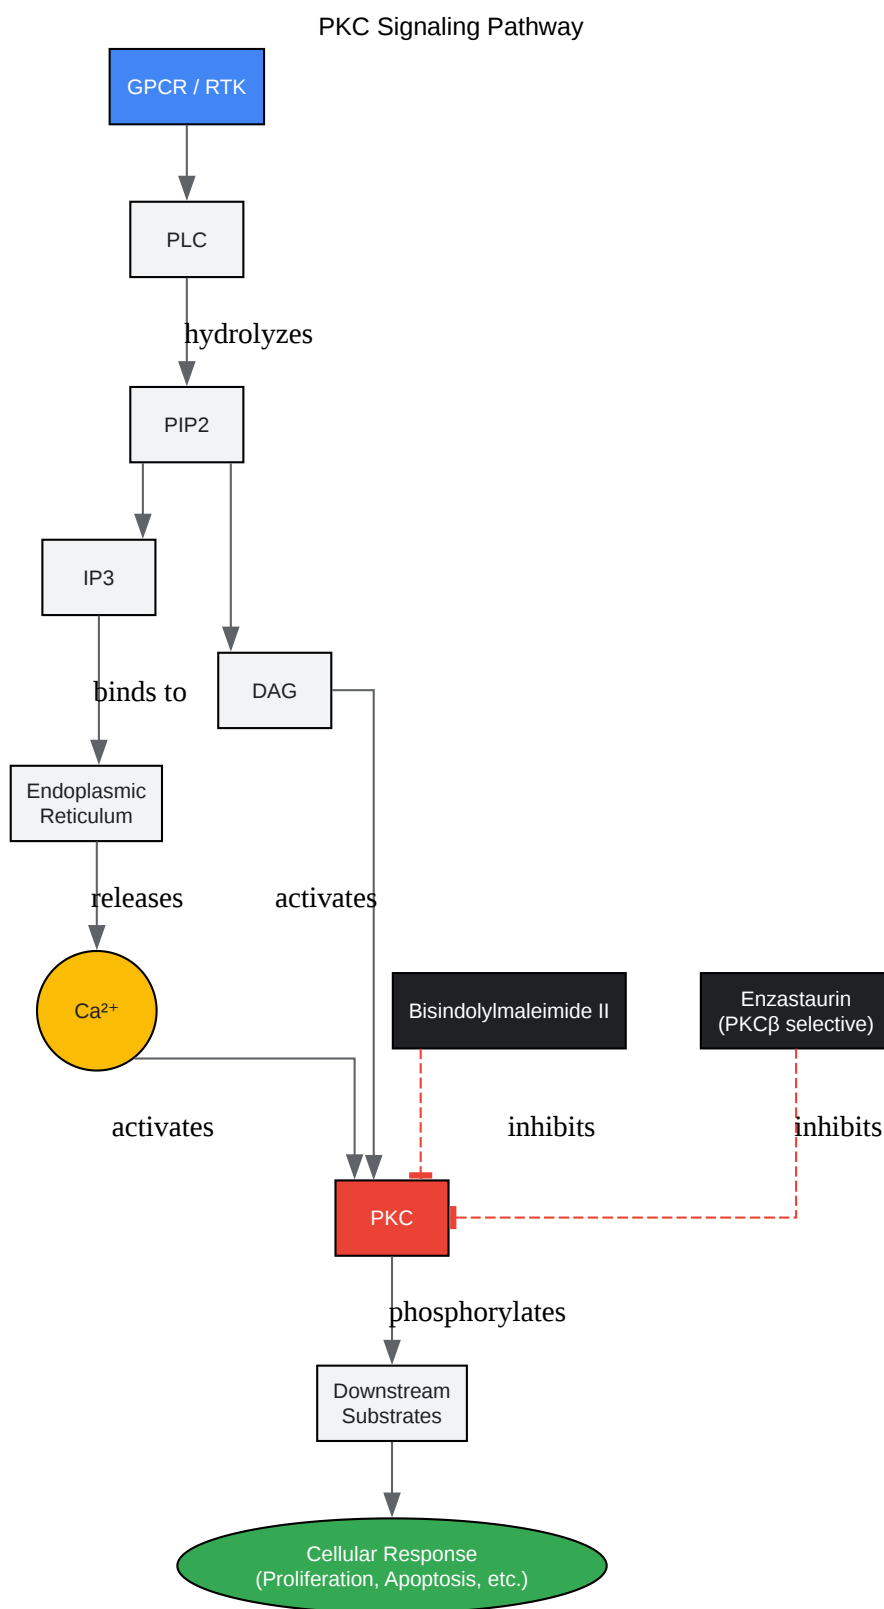 PKC Signaling Pathway
GPCR / RTK
PLC
hydrolyzes
PIP2
IP3
binds to
DAG
Endoplasmic
Reticulum
releases
activates
Ca²⁺
Bisindolylmaleimide II
Enzastaurin
(PKCβ selective)
activates
inhibits
inhibits
PKC
phosphorylates
Downstream
Substrates
Cellular Response
(Proliferation, Apoptosis, etc.)